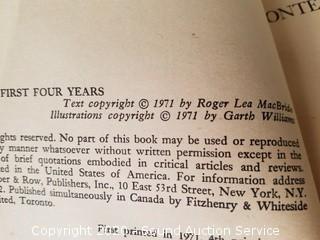 ONTE
FIRST FOUR YEARS
Text copyright © 1971 by Roger Lea MacBride
Illustrations copyright © 1971 by Garth Williams
ghts reserved. No part of this book may be used or reproduced
y manner whatsoever without written permission except in the
of brief quotations embodied in critical articles and reviews.
ed in the United States of America. For information address
per & Row, Publishers, Inc., 10 East 53rd Street, New York, N.Y.
2. Published simultaneously in Canada by Fitzhenry & Whiteside
ited, Toronto.
First printed in 1971, 4th